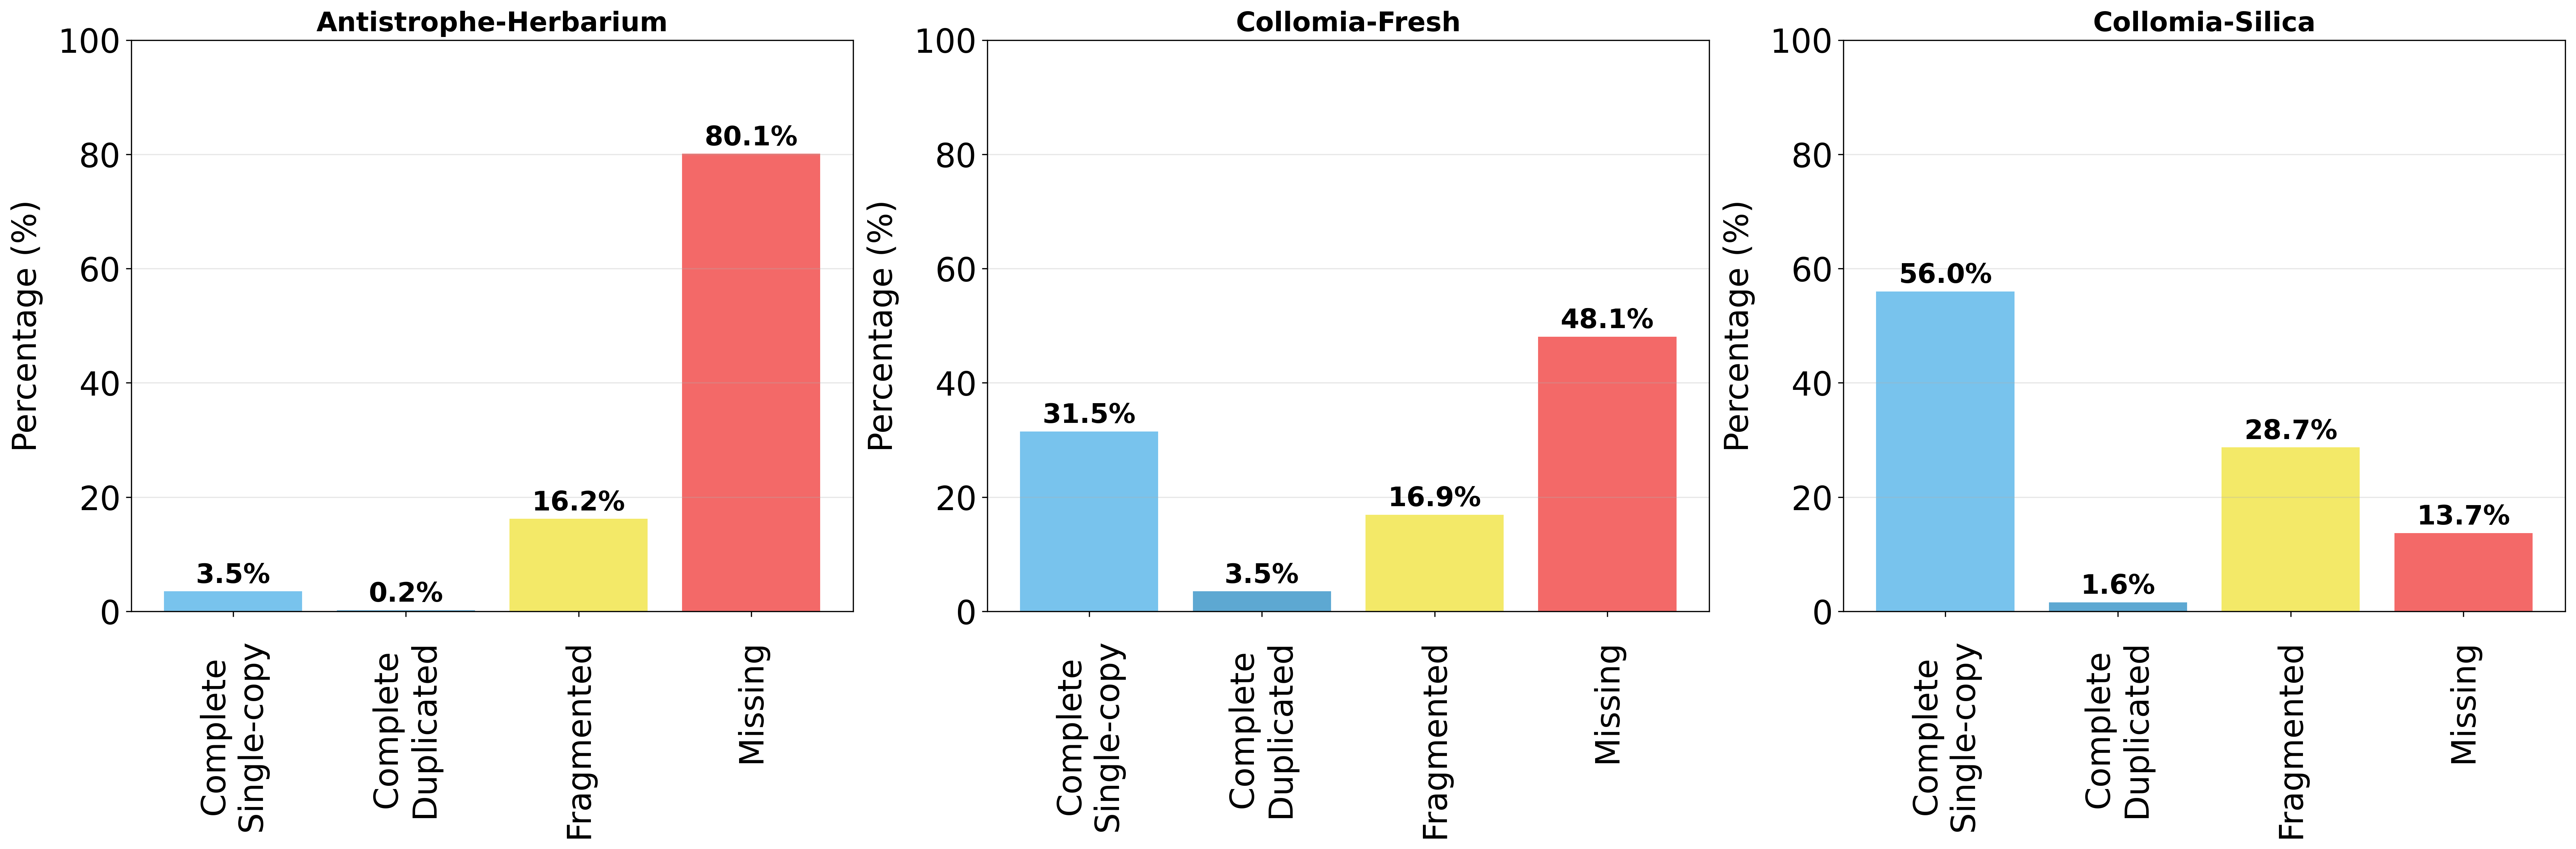 Antistrophe-Herbarium
Percentage (%)
100
80
60
40
20
0
3.5%
0.2%
16.2%
80.1%
Complete
Single-copy
Complete
Duplicated
Fragmented
Missing
Collomia-Fresh
Percentage (%)
100
80
60
40
20
0
31.5%
3.5%
16.9%
48.1%
Complete
Single-copy
Complete
Duplicated
Fragmented
Missing
Collomia-Silica
Percentage (%)
100
80
60
40
20
0
56.0%
1.6%
28.7%
13.7%
Complete
Single-copy
Complete
Duplicated
Fragmented
Missing